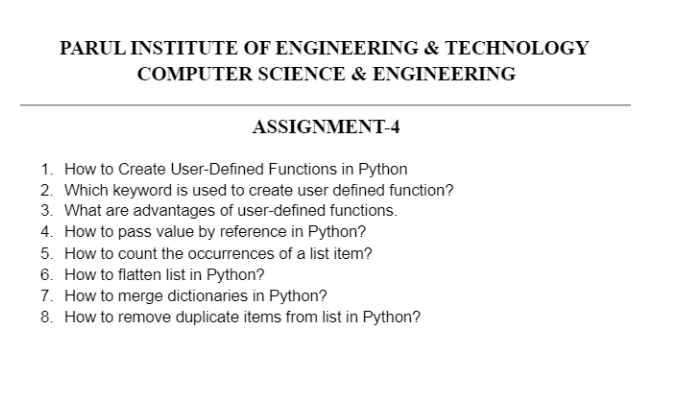 PARUL INSTITUTE OF ENGINEERING & TECHNOLOGY
COMPUTER SCIENCE & ENGINEERING
ASSIGNMENT-4
1. How to Create User-Defined Functions in Python
2. Which keyword is used to create user defined function?
3. What are advantages of user-defined functions.
4. How to pass value by reference in Python?
5. How to count the occurrences of a list item?
6. How to flatten list in Python?
7. How to merge dictionaries in Python?
8. How to remove duplicate items from list in Python?